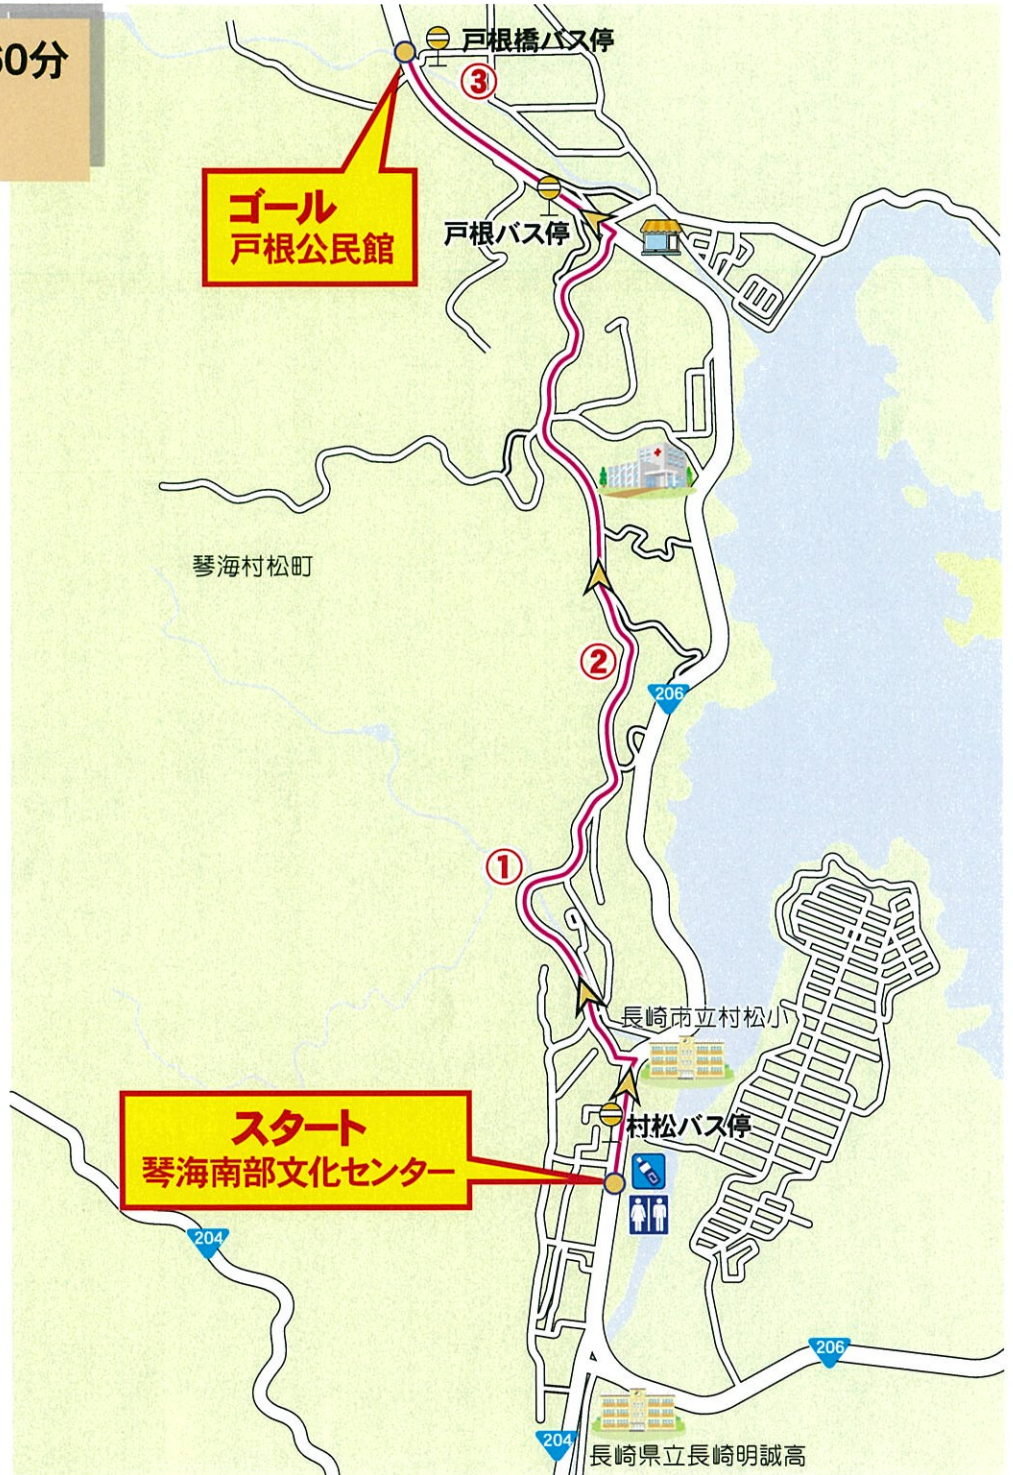 60分
戸根橋バス停
③
ゴール
戸根公民館
戸根バス停
琴海村松町
②
206
①
長崎市立村松小
村松バス停
スタート
琴海南部文化センター
204
206
204
長崎県立長崎明誠高